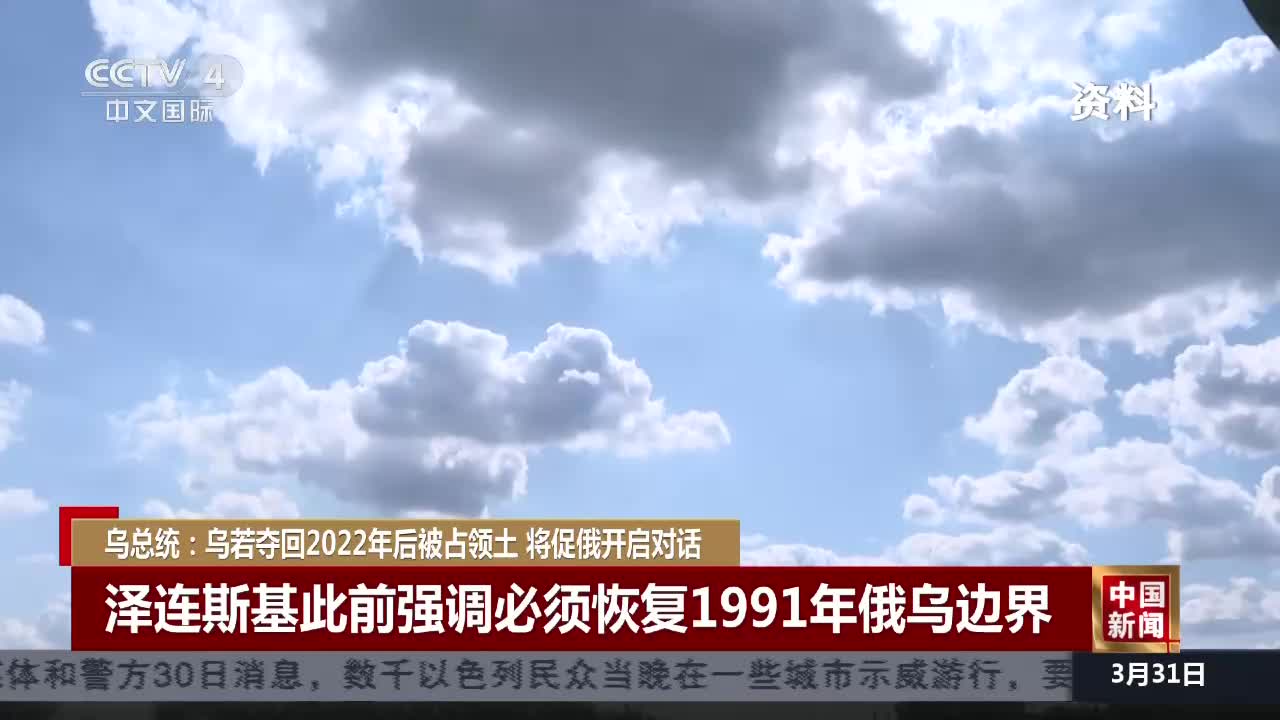 CCTV 4
中文国际
资料
乌总统：乌若夺回2022年后被占领土 将促俄开启对话
泽连斯基此前强调必须恢复1991年俄乌边界
中国
新闻
媒体和警方30日消息，数千以色列民众当晚在一些城市示威游行，要
3月31日